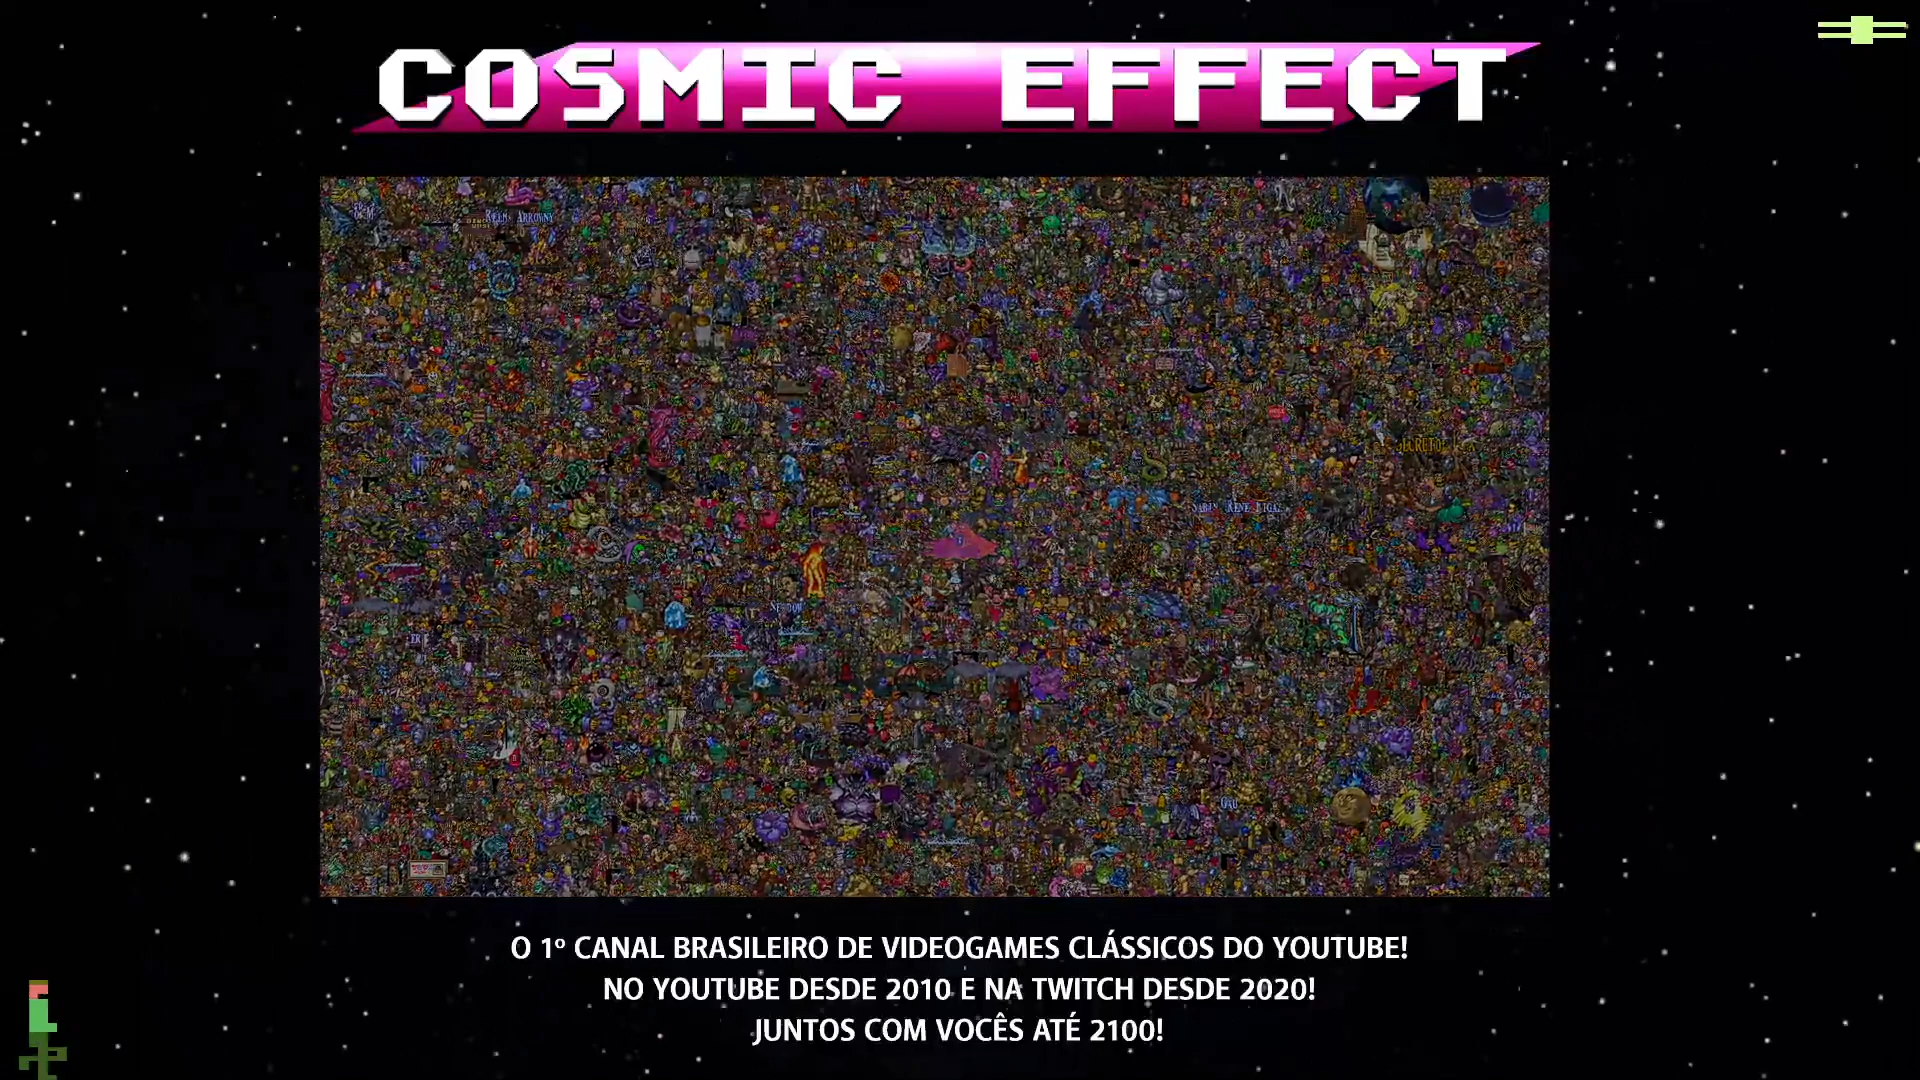 COSMIC EFFECT
O 1º CANAL BRASILEIRO DE VIDEOGAMES CLÁSSICOS DO YOUTUBE!
NO YOUTUBE DESDE 2010 E NA TWITCH DESDE 2020!
JUNTOS COM VOCÊS ATÉ 2100!